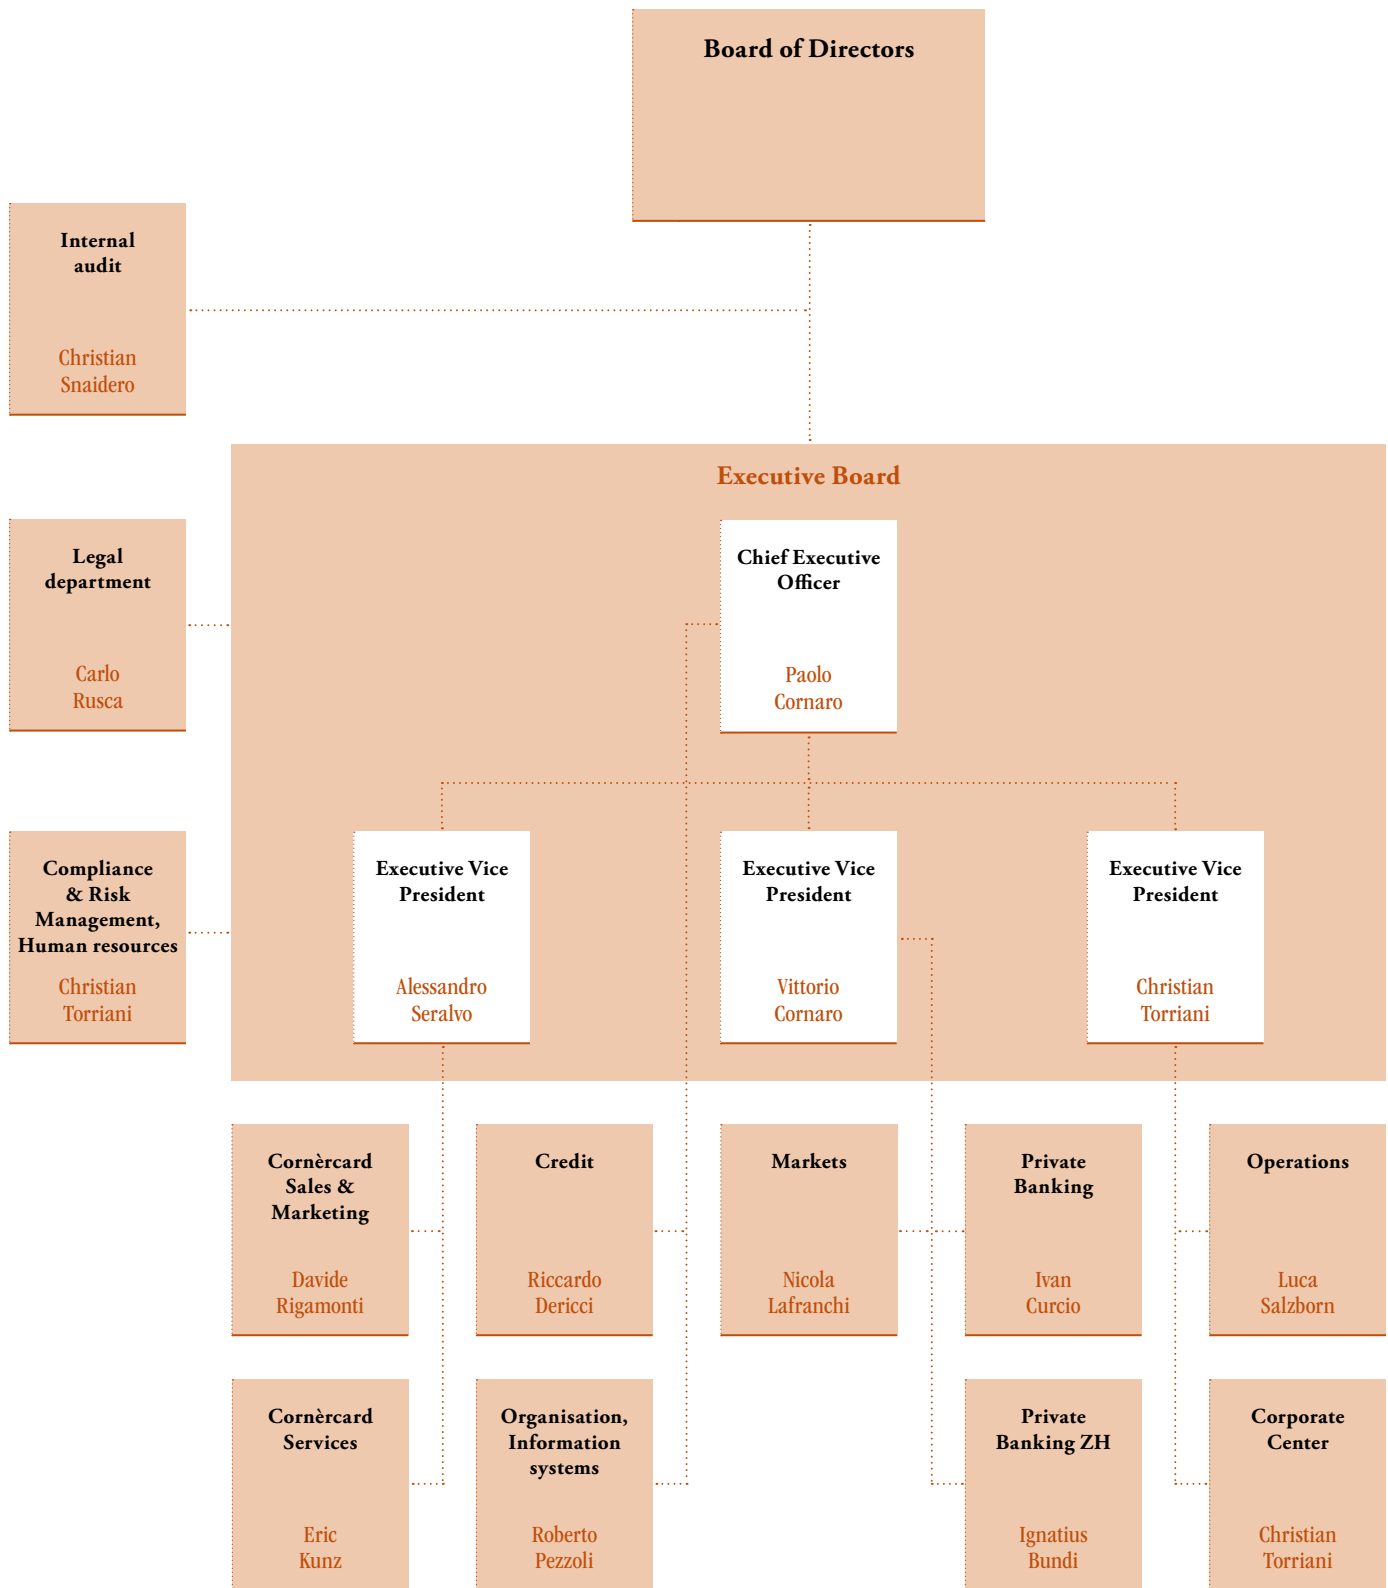 Board of Directors
Internal
audit
Christian
Snaidero
Executive Board
Legal
department
Carlo
Rusca
Chief Executive
Officer
Paolo
Cornaro
Compliance
& Risk
Management,
Human resources
Christian
Torriani
Executive Vice
President
Alessandro
Seralvo
Executive Vice
President
Vittorio
Cornaro
Executive Vice
President
Christian
Torriani
Cornèrcard
Sales &
Marketing
Davide
Rigamonti
Credit
Riccardo
Dericci
Markets
Nicola
Lafranchi
Private
Banking
Ivan
Curcio
Operations
Luca
Salzborn
Cornèrcard
Services
Eric
Kunz
Organisation,
Information
systems
Roberto
Pezzoli
Private
Banking ZH
Ignatius
Bundi
Corporate
Center
Christian
Torriani